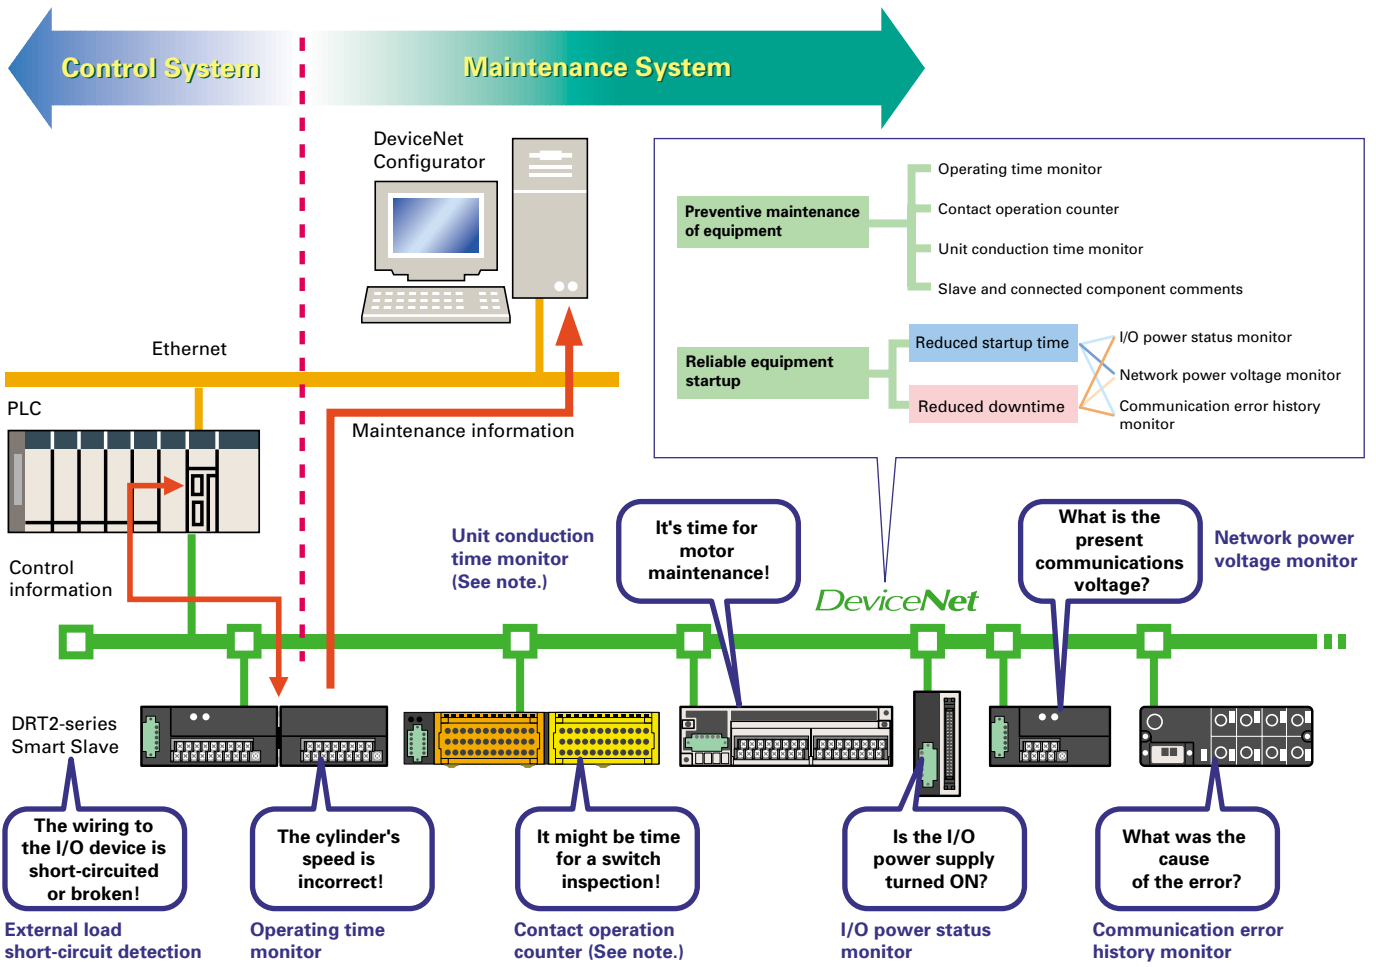 Control System
Maintenance System
DeviceNet
Configurator
Preventive maintenance
of equipment
Operating time monitor
Contact operation counter
Unit conduction time monitor
Slave and connected component comments
Reliable equipment
startup
Reduced startup time
Reduced downtime
I/O power status monitor
Network power voltage monitor
Communication error history
monitor
Ethernet
PLC
Maintenance information
Control
information
Unit conduction
time monitor
(See note.)
It's time for
motor
maintenance!
What is the
present
communications
voltage?
Network power
voltage monitor
DeviceNet
DRT2-series
Smart Slave
The wiring to
the I/O device is
short-circuited
or broken!
The cylinder's
speed is
incorrect!
It might be time
for a switch
inspection!
Is the I/O
power supply
turned ON?
What was the
cause
of the error?
External load
short-circuit detection
Operating time
monitor
Contact operation
counter (See note.)
I/O power status
monitor
Communication error
history monitor